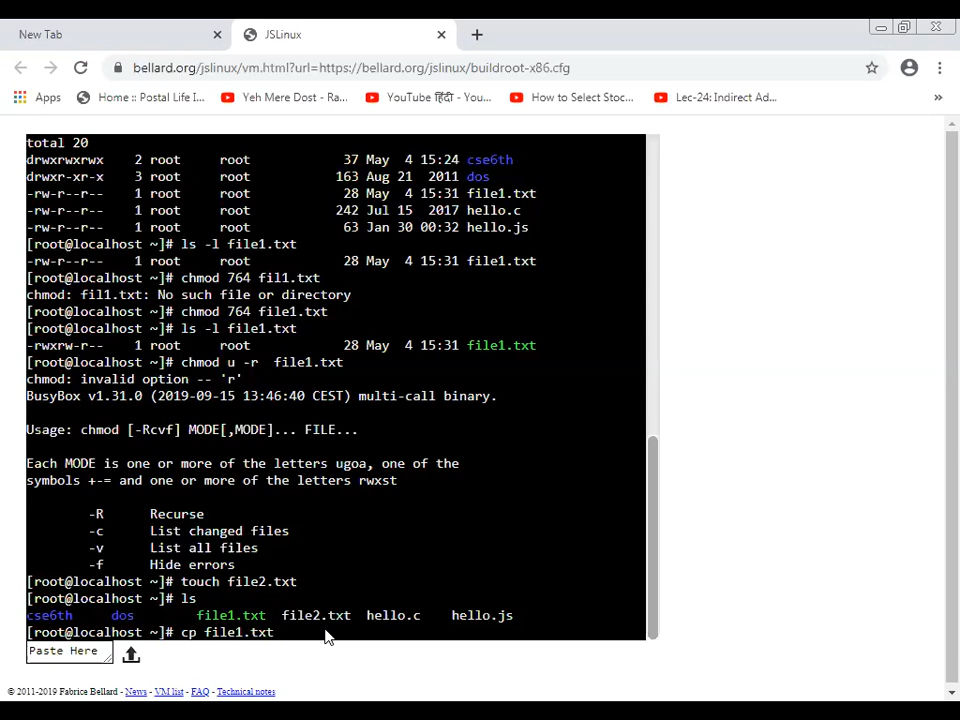 New Tab
JSLinux
bellard.org/jslinux/vm.html?url=https://bellard.org/jslinux/buildroot-x86.cfg
Apps Home :: Postal Life I... Yeh Mere Dost - Ra... YouTube हिंदी - You... How to Select Stoc... Lec-24: Indirect Ad... »
total 20
drwxrwxrwx 2 root root 37 May 4 15:24 cse6th
drwxr-xr-x 3 root root 163 Aug 21 2011 dos
-rw-r--r-- 1 root root 28 May 4 15:31 file1.txt
-rw-r--r-- 1 root root 242 Jul 15 2017 hello.c
-rw-r--r-- 1 root root 63 Jan 30 00:32 hello.js
[root@localhost ~]# ls -l file1.txt
-rw-r--r-- 1 root root 28 May 4 15:31 file1.txt
[root@localhost ~]# chmod 764 fil1.txt
chmod: fil1.txt: No such file or directory
[root@localhost ~]# chmod 764 file1.txt
[root@localhost ~]# ls -l file1.txt
-rwxrw-r-- 1 root root 28 May 4 15:31 file1.txt
[root@localhost ~]# chmod u -r file1.txt
chmod: invalid option -- 'r'
BusyBox v1.31.0 (2019-09-15 13:46:40 CEST) multi-call binary.
Usage: chmod [-Rcvf] MODE[,MODE]... FILE...
Each MODE is one or more of the letters ugoa, one of the
symbols +-= and one or more of the letters rwxst
-R Recurse
-c List changed files
-v List all files
-f Hide errors
[root@localhost ~]# touch file2.txt
[root@localhost ~]# ls
cse6th dos file1.txt file2.txt hello.c hello.js
[root@localhost ~]# cp file1.txt
Paste Here
© 2011-2019 Fabrice Bellard - News - VM list - FAQ - Technical notes